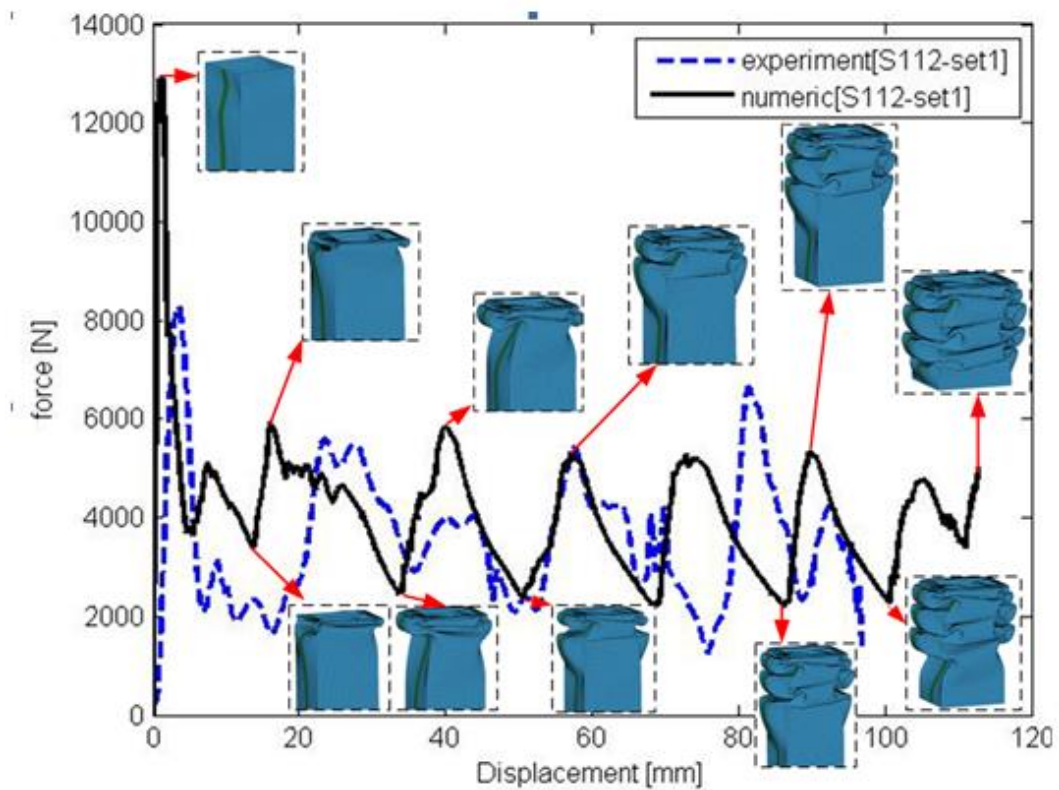 14000
12000
10000
8000
6000
4000
2000
0
force [N]
experiment[S112-set1]
numeric[S112-set1]
0 20 40 60 80 100 120
Displacement [mm]